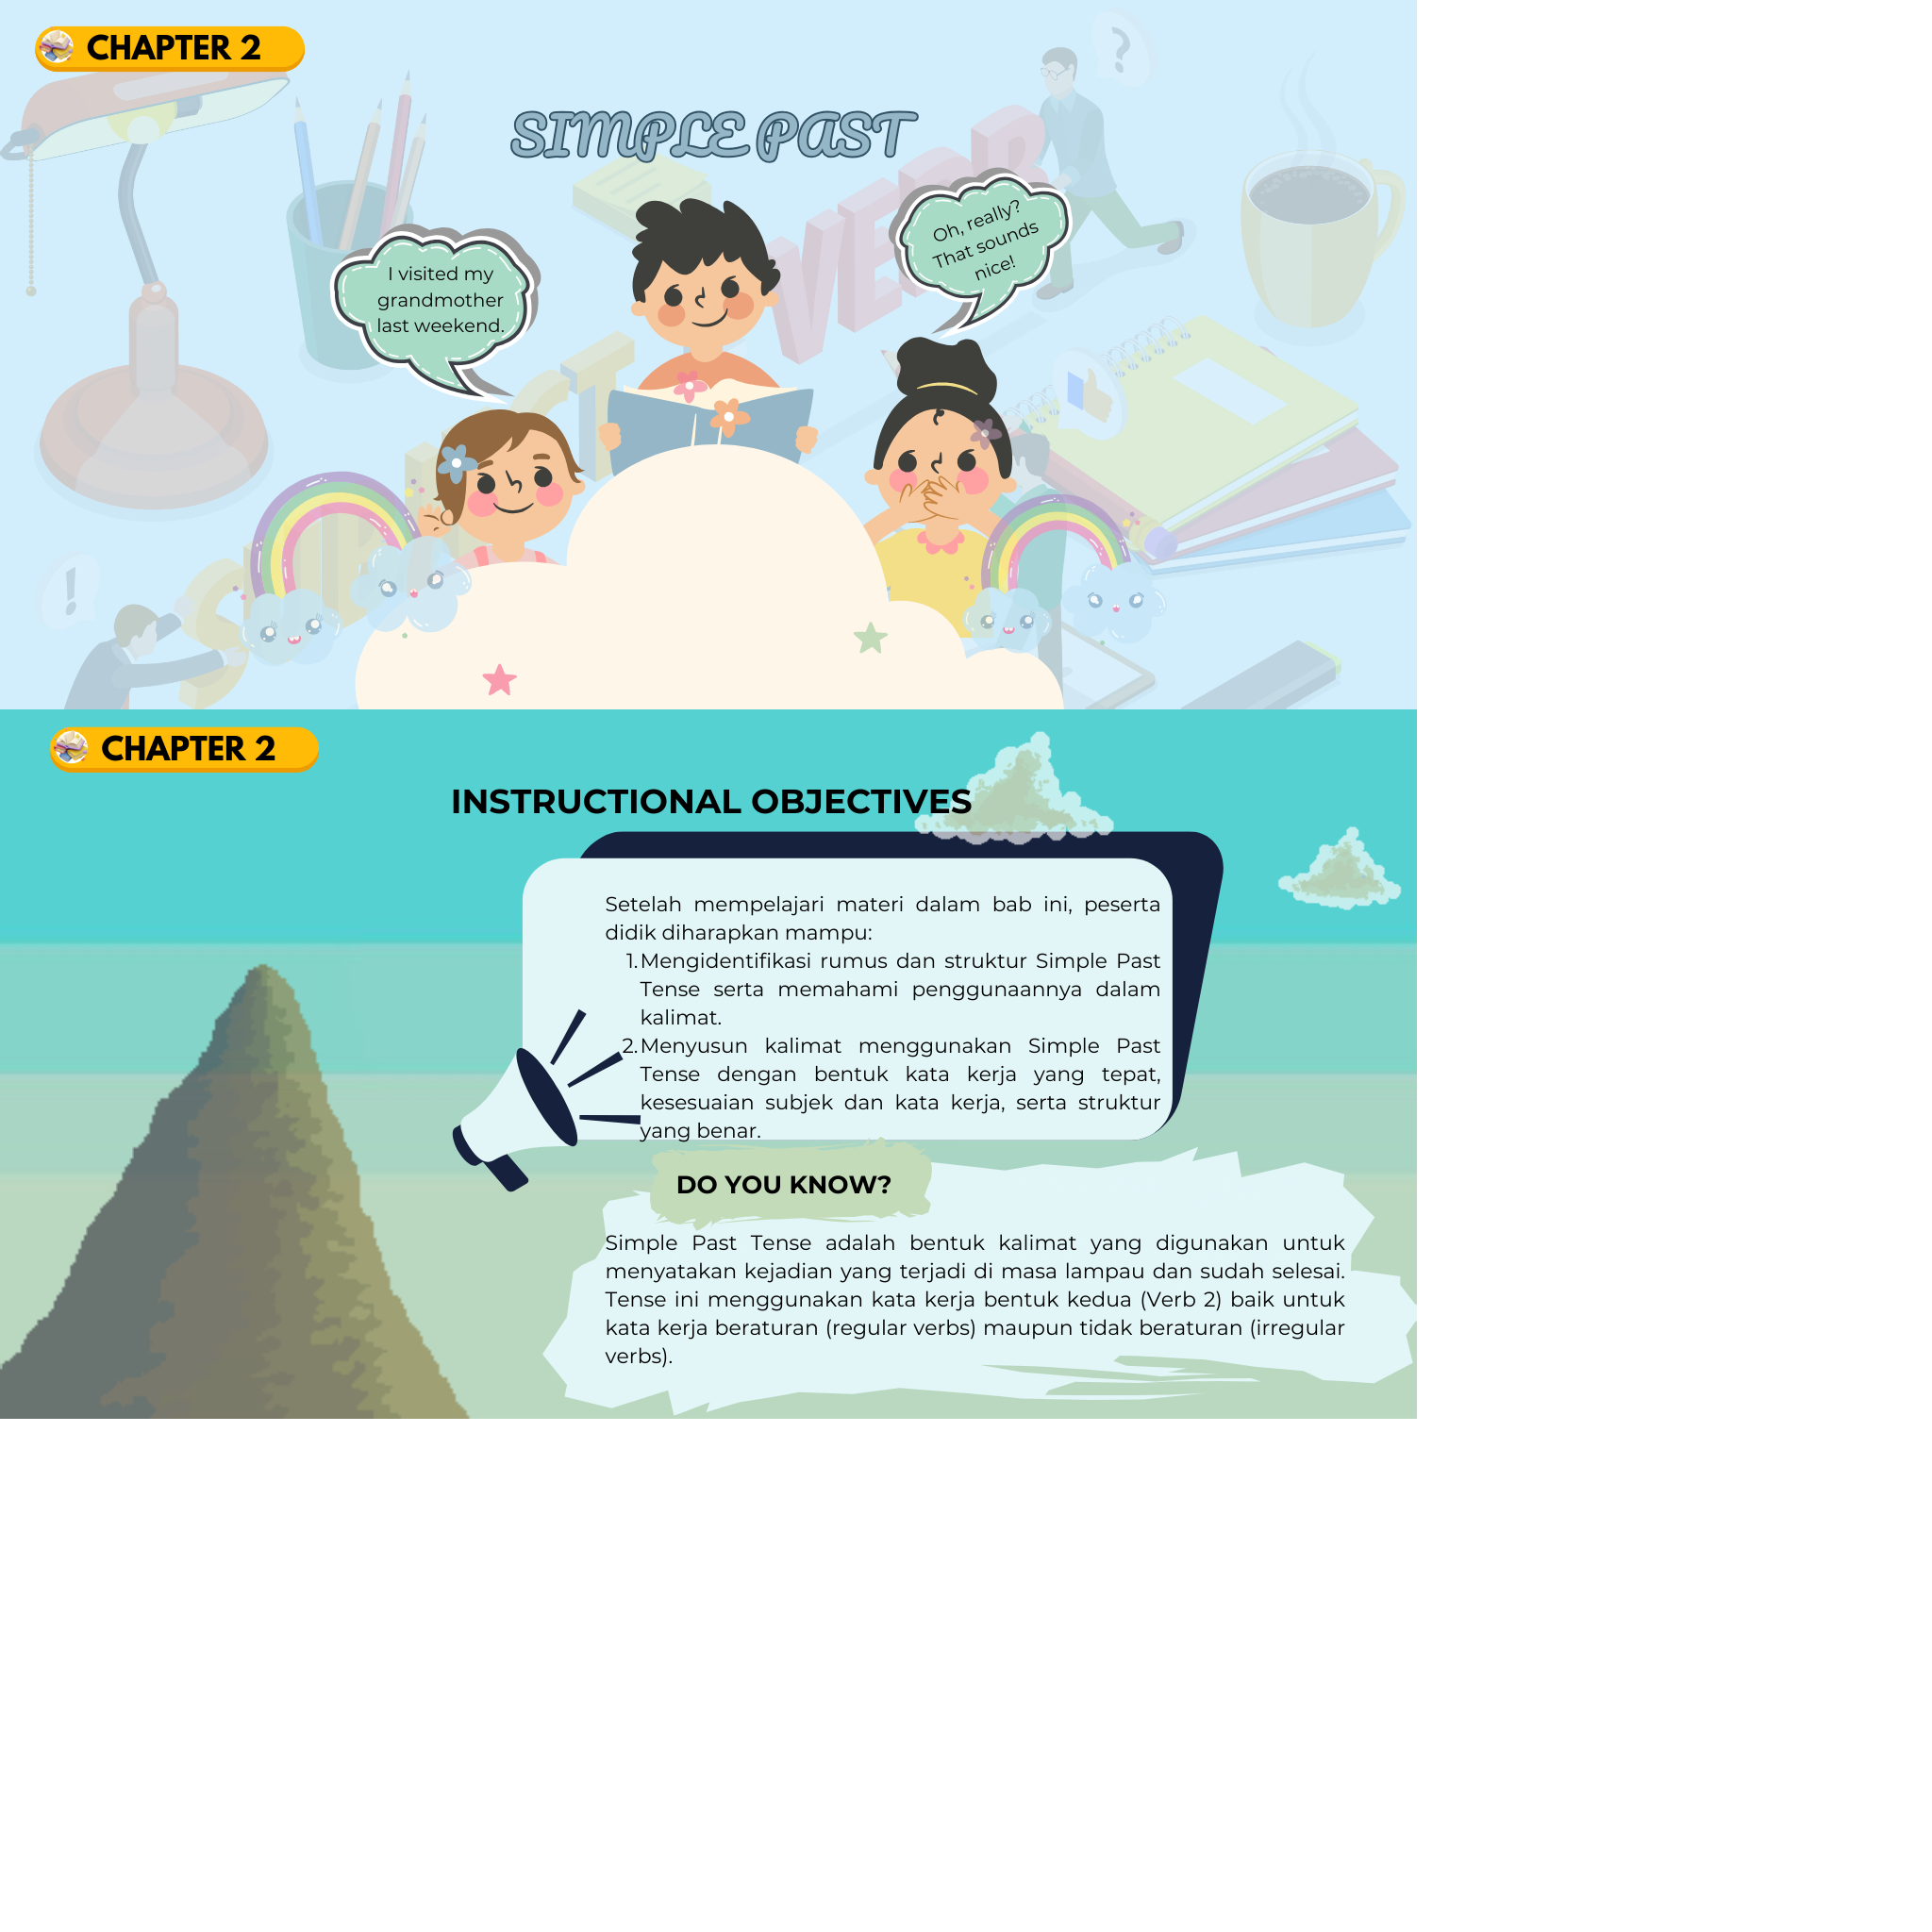 CHAPTER 2
SIMPLE PAST
I visited my
grandmother
last weekend.
Oh, really?
That sounds
nice!
CHAPTER 2
INSTRUCTIONAL OBJECTIVES
Setelah mempelajari materi dalam bab ini, peserta
didik diharapkan mampu:
1. Mengidentifikasi rumus dan struktur Simple Past
Tense serta memahami penggunaannya dalam
kalimat.
2. Menyusun kalimat menggunakan Simple Past
Tense dengan bentuk kata kerja yang tepat,
kesesuaian subjek dan kata kerja, serta struktur
yang benar.
DO YOU KNOW?
Simple Past Tense adalah bentuk kalimat yang digunakan untuk
menyatakan kejadian yang terjadi di masa lampau dan sudah selesai.
Tense ini menggunakan kata kerja bentuk kedua (Verb 2) baik untuk
kata kerja beraturan (regular verbs) maupun tidak beraturan (irregular
verbs).